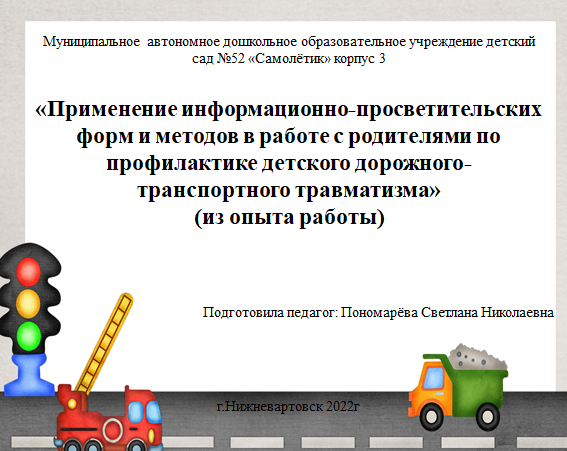 Муниципальное автономное дошкольное образовательное учреждение детский
сад №52 «Самолётик» корпус 3
«Применение информационно-просветительских
форм и методов в работе с родителями по
профилактике детского дорожного-
транспортного травматизма»
(из опыта работы)
Подготовила педагог: Пономарёва Светлана Николаевна
г.Нижневартовск 2022г